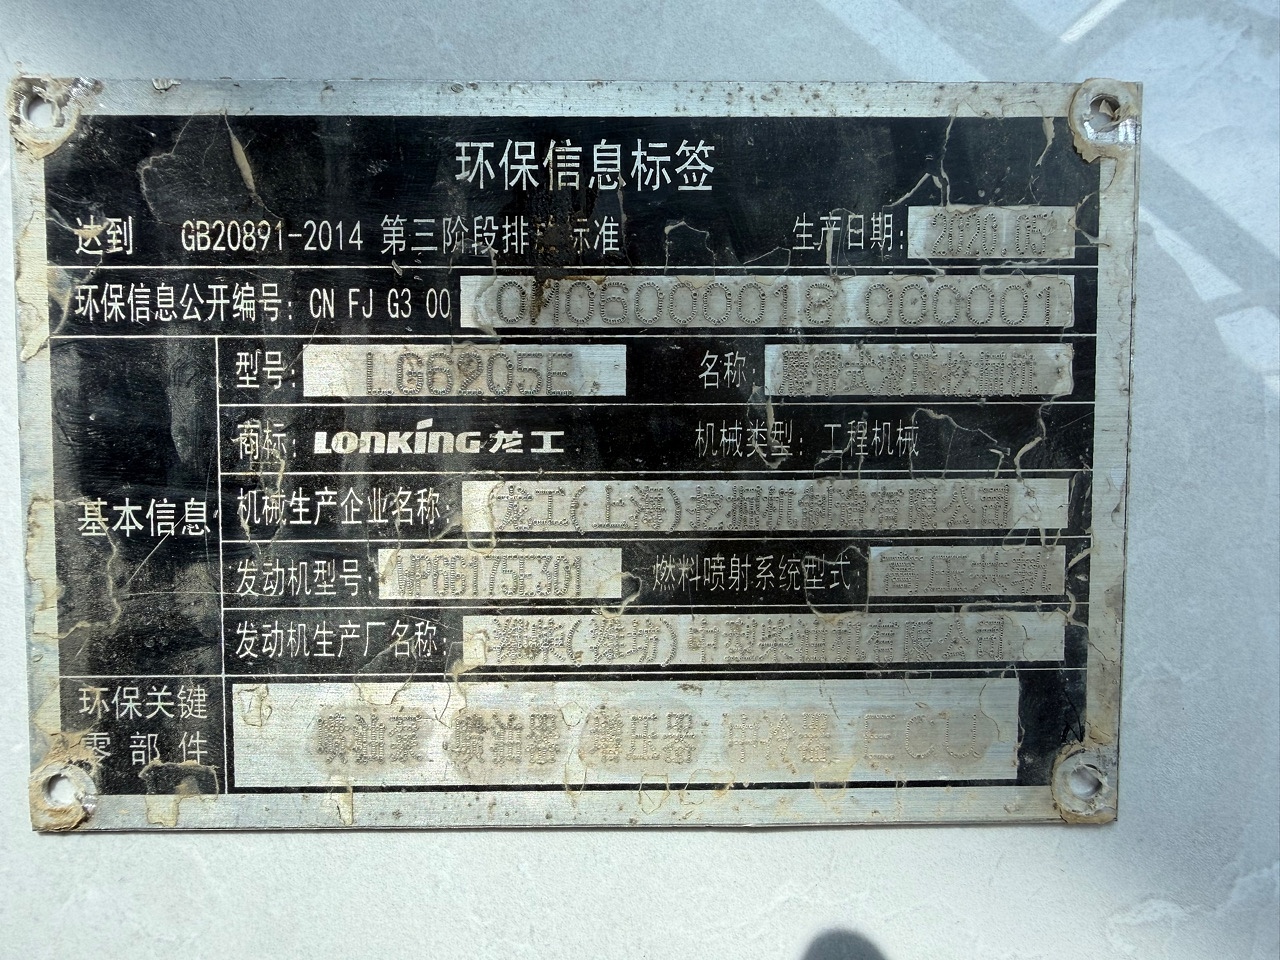 环保信息标签
达到 GB20891-2014 第三阶段排 标准 生产日期: 2020.05
环保信息公开编号: CN FJ G3 00 0M06000018 000001
型号: LG6205E 名称: 履带式液压挖掘机
商标: LONKING 龙工 机械类型: 工程机械
基本信息
机械生产企业名称: 龙工(上海)挖掘机制造有限公司
发动机型号: WP6G175E301 燃料喷射系统型式: 高压共轨
发动机生产厂名称: 潍柴(潍坊)中型柴油机有限公司
环保关键
零部件
喷油泵 喷油器 增压器 中冷器 ECU